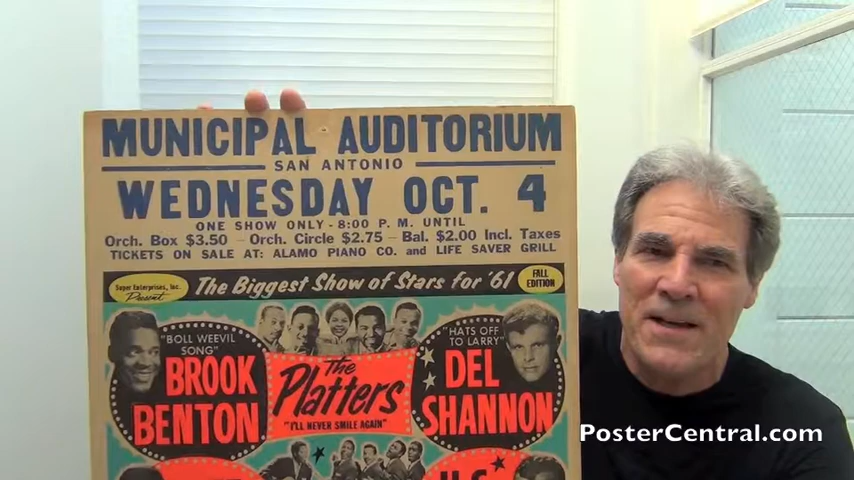 MUNICIPAL AUDITORIUM
SAN ANTONIO
WEDNESDAY OCT. 4
ONE SHOW ONLY - 8:00 P. M. UNTIL
Orch. Box $3.50 - Orch. Circle $2.75 - Bal. $2.00 Incl. Taxes
TICKETS ON SALE AT: ALAMO PIANO CO. and LIFE SAVER GRILL
Super Enterprises, Inc.
Present
The Biggest Show of Stars for '61
FALL
EDITION
"BOLL WEEVIL
SONG"
BROOK
BENTON
The
Platters
"I'LL NEVER SMILE AGAIN"
"HATS OFF
TO LARRY"
DEL
SHANNON
PosterCentral.com